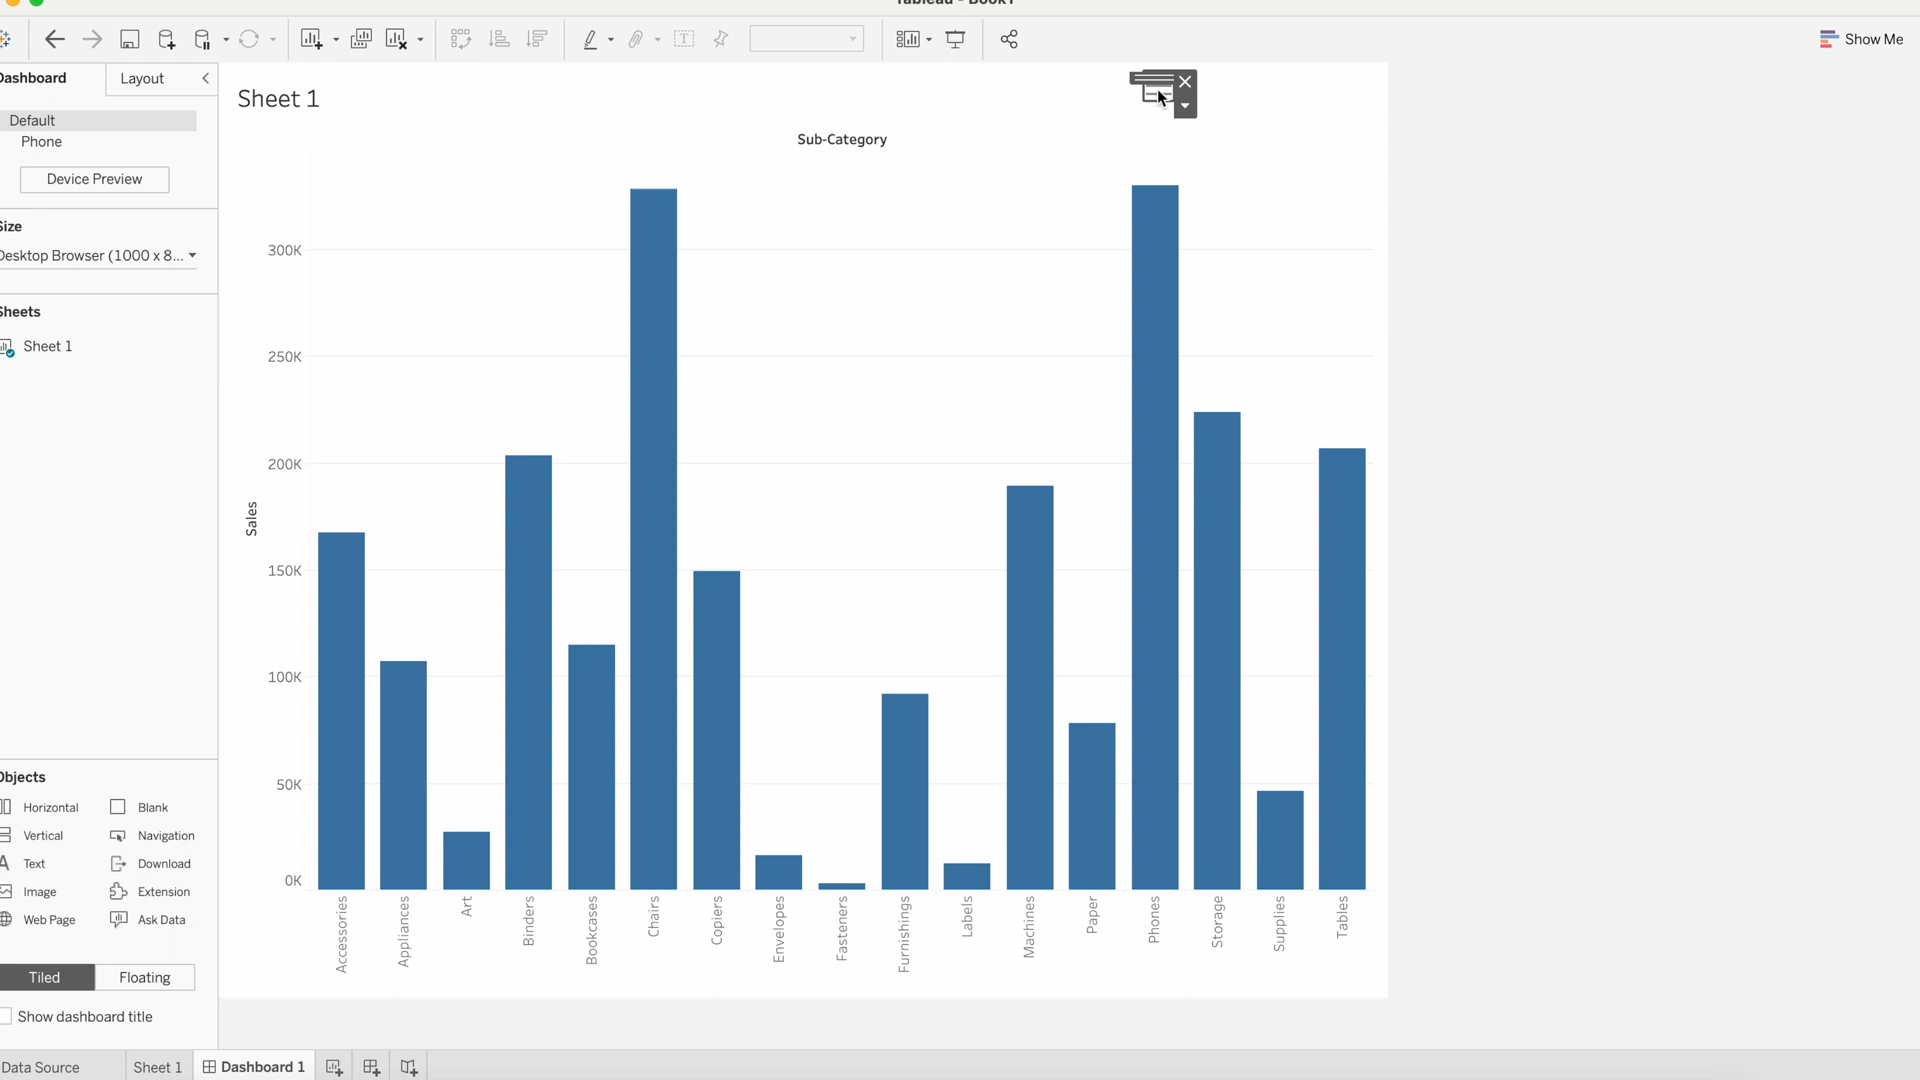 Tableau - Book1
Show Me
Dashboard
Layout
Default
Phone
Device Preview
Size
Desktop Browser (1000 x 8...
Sheets
Sheet 1
Objects
Horizontal
Blank
Vertical
Navigation
Text
Download
Image
Extension
Web Page
Ask Data
Tiled
Floating
Show dashboard title
Sheet 1
Sub-Category
300K
250K
200K
150K
100K
50K
0K
Sales
Accessories
Appliances
Art
Binders
Bookcases
Chairs
Copiers
Envelopes
Fasteners
Furnishings
Labels
Machines
Paper
Phones
Storage
Supplies
Tables
Data Source
Sheet 1
Dashboard 1